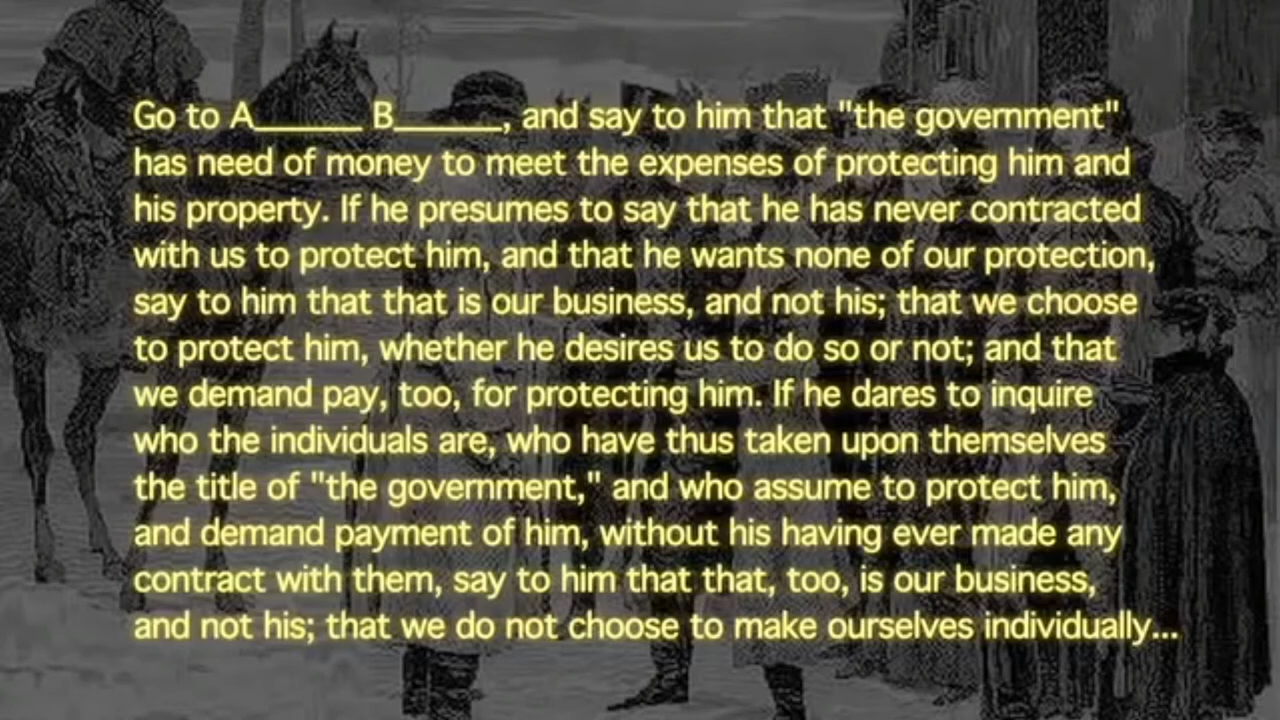 Go to A______ B______, and say to him that "the government"
has need of money to meet the expenses of protecting him and
his property. If he presumes to say that he has never contracted
with us to protect him, and that he wants none of our protection,
say to him that that is our business, and not his; that we choose
to protect him, whether he desires us to do so or not; and that
we demand pay, too, for protecting him. If he dares to inquire
who the individuals are, who have thus taken upon themselves
the title of "the government," and who assume to protect him,
and demand payment of him, without his having ever made any
contract with them, say to him that that, too, is our business,
and not his; that we do not choose to make ourselves individually...